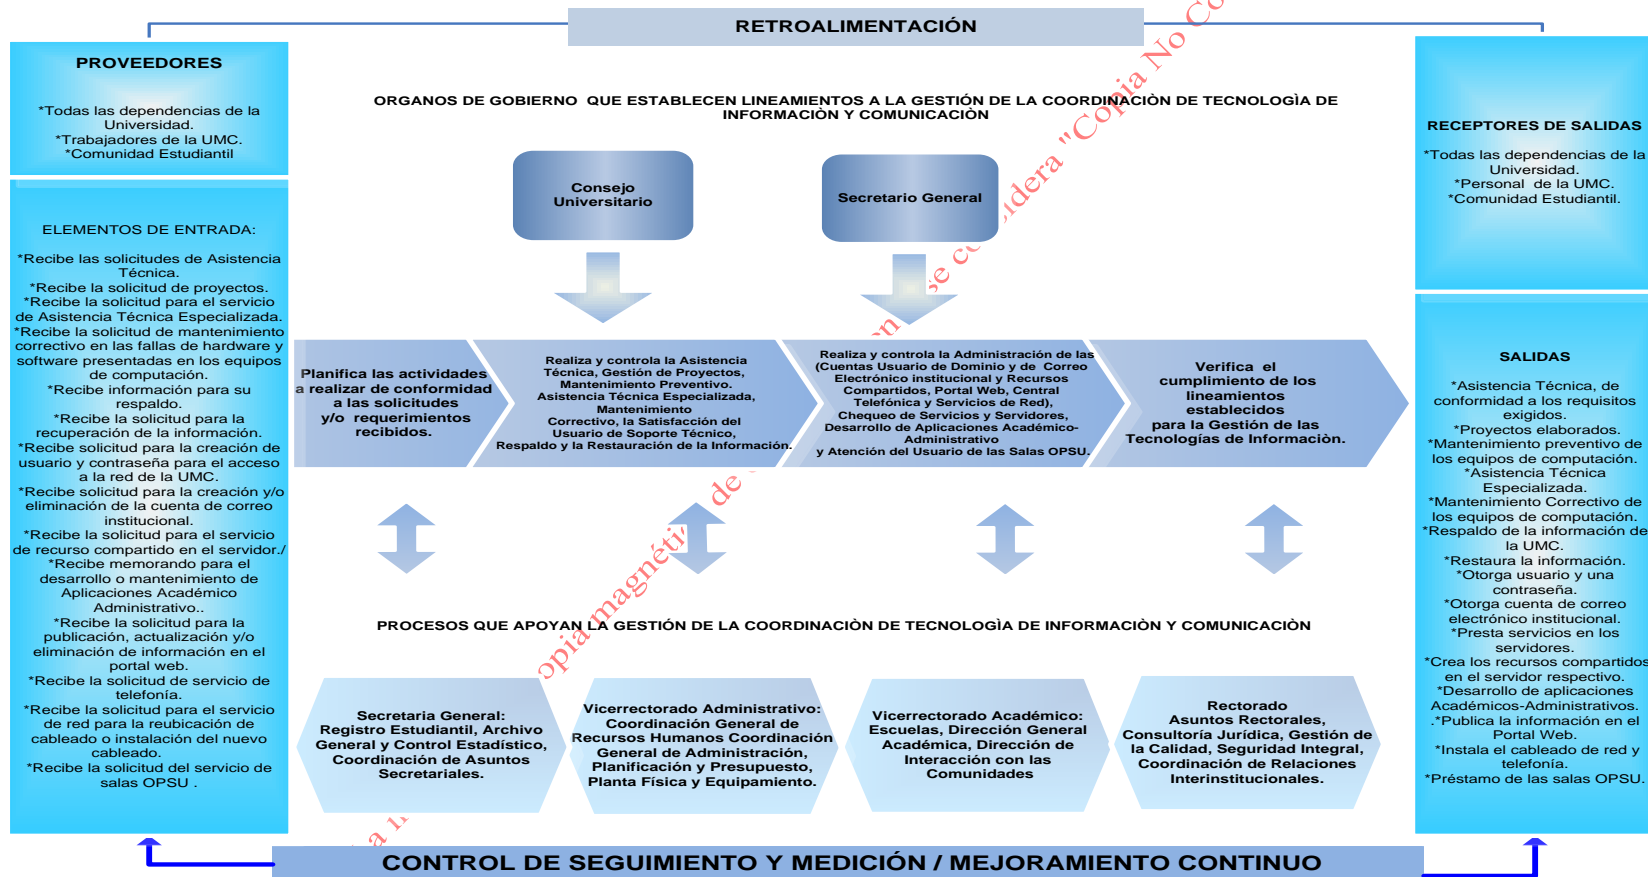 RETROALIMENTACIÓN
PROVEEDORES
*Todas las dependencias de la
Universidad.
*Trabajadores de la UMC.
*Comunidad Estudiantil
ELEMENTOS DE ENTRADA:
*Recibe las solicitudes de Asistencia
Técnica.
*Recibe la solicitud de proyectos.
*Recibe la solicitud para el servicio
de Asistencia Técnica Especializada.
*Recibe la solicitud de mantenimiento
correctivo en las fallas de hardware y
software presentadas en los equipos
de computación.
*Recibe información para su
respaldo.
*Recibe la solicitud para la
recuperación de la información.
*Recibe solicitud para la creación de
usuario y contraseña para el acceso
a la red de la UMC.
*Recibe solicitud para la creación y/o
eliminación de la cuenta de correo
institucional.
*Recibe la solicitud para el servicio
de recurso compartido en el servidor./
*Recibe memorando para el
desarrollo o mantenimiento de
Aplicaciones Académico
Administrativo..
*Recibe la solicitud para la
publicación, actualización y/o
eliminación de información en el
portal web.
*Recibe la solicitud de servicio de
telefonía.
*Recibe la solicitud para el servicio
de red para la reubicación de
cableado o instalación del nuevo
cableado.
*Recibe la solicitud del servicio de
salas OPSU .
ORGANOS DE GOBIERNO QUE ESTABLECEN LINEAMIENTOS A LA GESTIÓN DE LA COORDINACIÒN DE TECNOLOGÌA DE
INFORMACIÒN Y COMUNICACIÒN
Consejo
Universitario
Secretario General
Planifica las actividades
a realizar de conformidad
a las solicitudes
y/o requerimientos
recibidos.
Realiza y controla la Asistencia
Técnica, Gestión de Proyectos,
Mantenimiento Preventivo.
Asistencia Técnica Especializada,
Mantenimiento
Correctivo, la Satisfacción del
Usuario de Soporte Técnico,
Respaldo y la Restauración de la Información.
Realiza y controla la Administración de las
(Cuentas Usuario de Dominio y de Correo
Electrónico institucional y Recursos
Compartidos, Portal Web, Central
Telefónica y Servicios de Red),
Chequeo de Servicios y Servidores,
Desarrollo de Aplicaciones Académico-
Administrativo
y Atención del Usuario de las Salas OPSU.
Verifica el
cumplimiento de los
lineamientos
establecidos
para la Gestión de las
Tecnologías de Informaciòn.
PROCESOS QUE APOYAN LA GESTIÓN DE LA COORDINACIÒN DE TECNOLOGÌA DE INFORMACIÒN Y COMUNICACIÒN
Secretaria General:
Registro Estudiantil, Archivo
General y Control Estadístico,
Coordinación de Asuntos
Secretariales.
Vicerrectorado Administrativo:
Coordinación General de
Recursos Humanos Coordinación
General de Administración,
Planificación y Presupuesto,
Planta Física y Equipamiento.
Vicerrectorado Académico:
Escuelas, Dirección General
Académica, Dirección de
Interacción con las
Comunidades
Rectorado
Asuntos Rectorales,
Consultoría Jurídica, Gestión de
la Calidad, Seguridad Integral,
Coordinación de Relaciones
Interinstitucionales.
RECEPTORES DE SALIDAS
*Todas las dependencias de la
Universidad.
*Personal de la UMC.
*Comunidad Estudiantil.
SALIDAS
*Asistencia Técnica, de
conformidad a los requisitos
exigidos.
*Proyectos elaborados.
*Mantenimiento preventivo de
los equipos de computación.
*Asistencia Técnica
Especializada.
*Mantenimiento Correctivo de
los equipos de computación.
*Respaldo de la información de
la UMC.
*Restaura la información.
*Otorga usuario y una
contraseña.
*Otorga cuenta de correo
electrónico institucional.
*Presta servicios en los
servidores.
*Crea los recursos compartidos
en el servidor respectivo.
*Desarrollo de aplicaciones
Académicos-Administrativos.
.*Publica la información en el
Portal Web.
*Instala el cableado de red y
telefonía.
*Préstamo de las salas OPSU.
CONTROL DE SEGUIMIENTO Y MEDICIÓN / MEJORAMIENTO CONTINUO
"Copia No